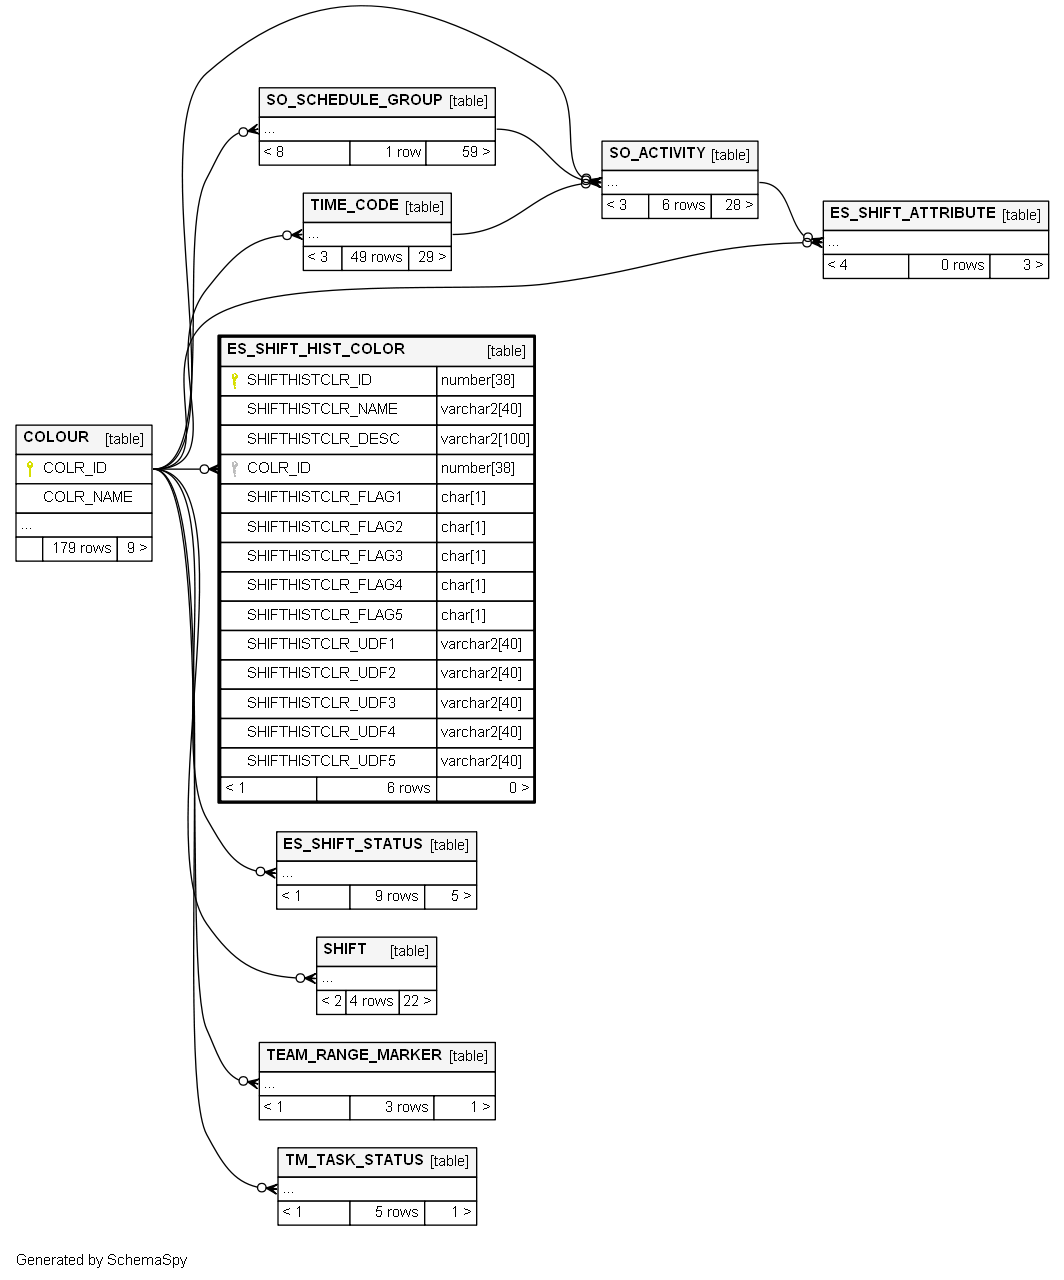 SO_SCHEDULE_GROUP [table]
...
< 8 1 row 59 >
SO_ACTIVITY [table]
...
< 3 6 rows 28 >
TIME_CODE [table]
...
< 3 49 rows 29 >
ES_SHIFT_ATTRIBUTE [table]
...
< 4 0 rows 3 >
ES_SHIFT_HIST_COLOR [table]
SHIFTHISTCLR_ID number[38]
SHIFTHISTCLR_NAME varchar2[40]
SHIFTHISTCLR_DESC varchar2[100]
COLR_ID number[38]
SHIFTHISTCLR_FLAG1 char[1]
SHIFTHISTCLR_FLAG2 char[1]
SHIFTHISTCLR_FLAG3 char[1]
SHIFTHISTCLR_FLAG4 char[1]
SHIFTHISTCLR_FLAG5 char[1]
SHIFTHISTCLR_UDF1 varchar2[40]
SHIFTHISTCLR_UDF2 varchar2[40]
SHIFTHISTCLR_UDF3 varchar2[40]
SHIFTHISTCLR_UDF4 varchar2[40]
SHIFTHISTCLR_UDF5 varchar2[40]
< 1 6 rows 0 >
COLOUR [table]
COLR_ID
COLR_NAME
...
179 rows 9 >
ES_SHIFT_STATUS [table]
...
< 1 9 rows 5 >
SHIFT [table]
...
< 2 4 rows 22 >
TEAM_RANGE_MARKER [table]
...
< 1 3 rows 1 >
TM_TASK_STATUS [table]
...
< 1 5 rows 1 >
Generated by SchemaSpy